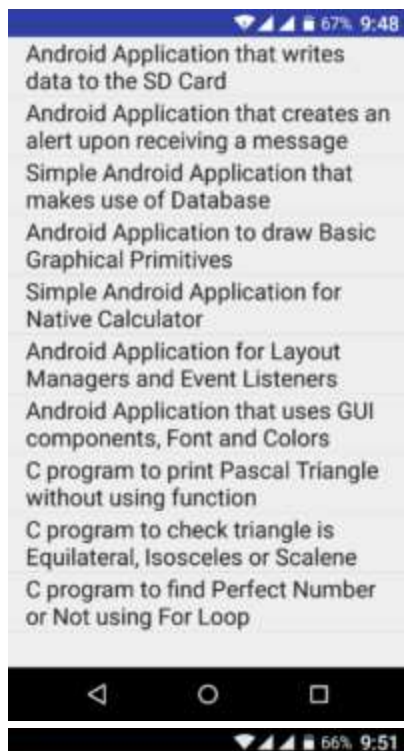 67% 9:48
Android Application that writes
data to the SD Card
Android Application that creates an
alert upon receiving a message
Simple Android Application that
makes use of Database
Android Application to draw Basic
Graphical Primitives
Simple Android Application for
Native Calculator
Android Application for Layout
Managers and Event Listeners
Android Application that uses GUI
components, Font and Colors
C program to print Pascal Triangle
without using function
C program to check triangle is
Equilateral, Isosceles or Scalene
C program to find Perfect Number
or Not using For Loop
66% 9:51